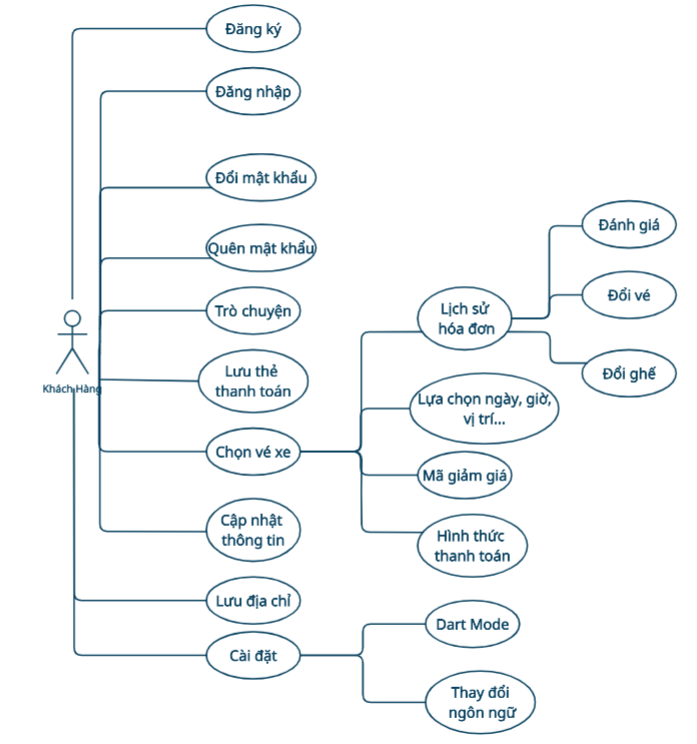 Đăng ký
Đăng nhập
Đổi mật khẩu
Quên mật khẩu
Trò chuyện
Lưu thẻ
thanh toán
Chọn vé xe
Cập nhật
thông tin
Lưu địa chỉ
Cài đặt
Khách Hàng
Lịch sử
hóa đơn
Lựa chọn ngày, giờ,
vị trí...
Mã giảm giá
Hình thức
thanh toán
Dart Mode
Thay đổi
ngôn ngữ
Đánh giá
Đổi vé
Đổi ghế